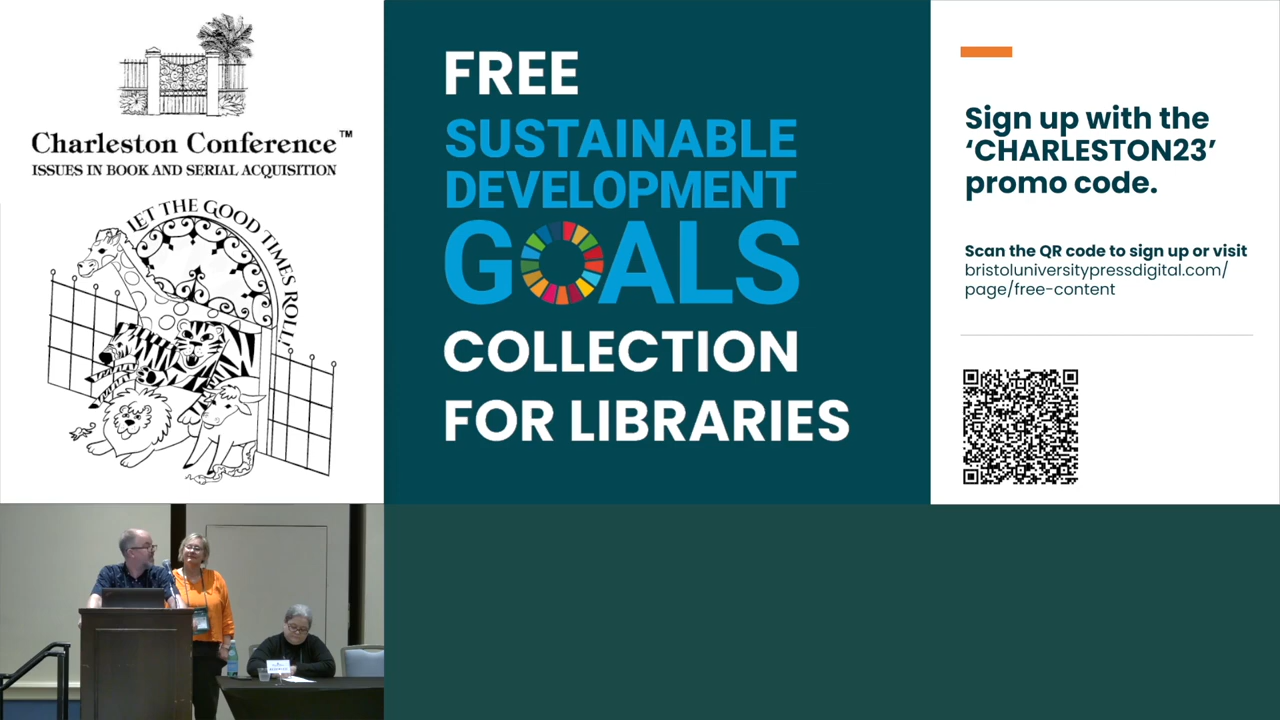 Charleston Conference™
ISSUES IN BOOK AND SERIAL ACQUISITION
LET THE GOOD TIMES ROLL!
FREE
SUSTAINABLE
DEVELOPMENT
GOALS
COLLECTION
FOR LIBRARIES
Sign up with the
‘CHARLESTON23’
promo code.
Scan the QR code to sign up or visit
bristoluniversitypressdigital.com/
page/free-content